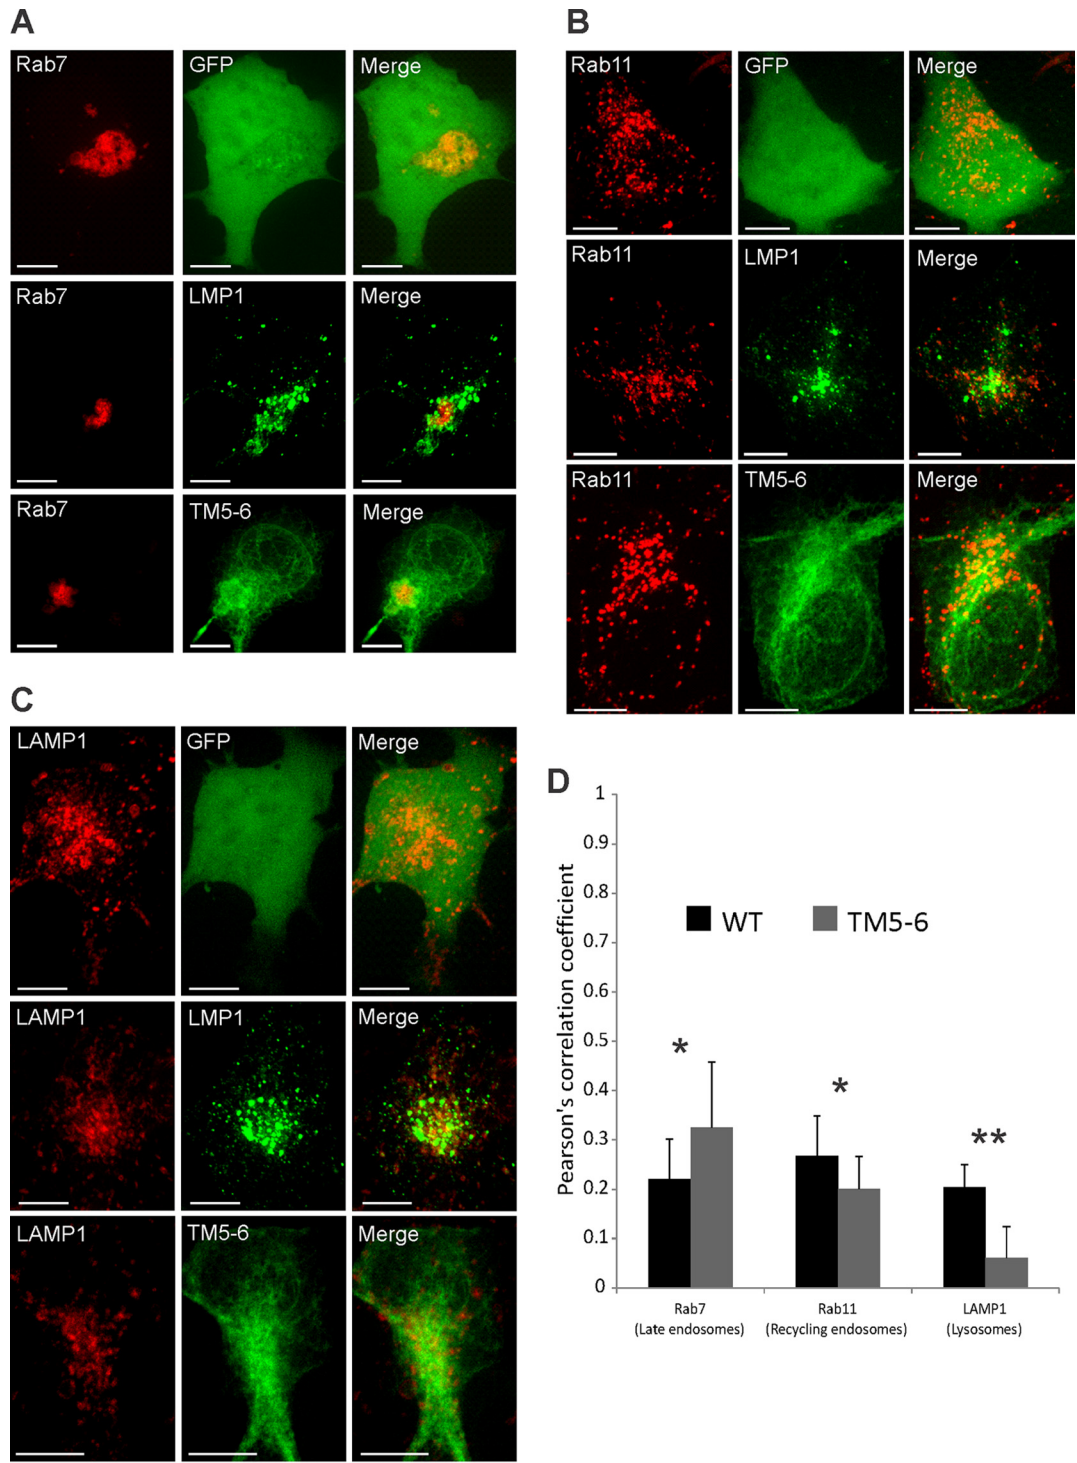 A
Rab7 GFP Merge
Rab7 LMP1 Merge
Rab7 TM5-6 Merge
B
Rab11 GFP Merge
Rab11 LMP1 Merge
Rab11 TM5-6 Merge
C
LAMP1 GFP Merge
LAMP1 LMP1 Merge
LAMP1 TM5-6 Merge
D
Pearson's correlation coefficient
1
0.9
0.8
0.7
0.6
0.5
0.4
0.3
0.2
0.1
0
WT TM5-6
*
*
**
Rab7 Rab11 LAMP1
(Late endosomes) (Recycling endosomes) (Lysosomes)